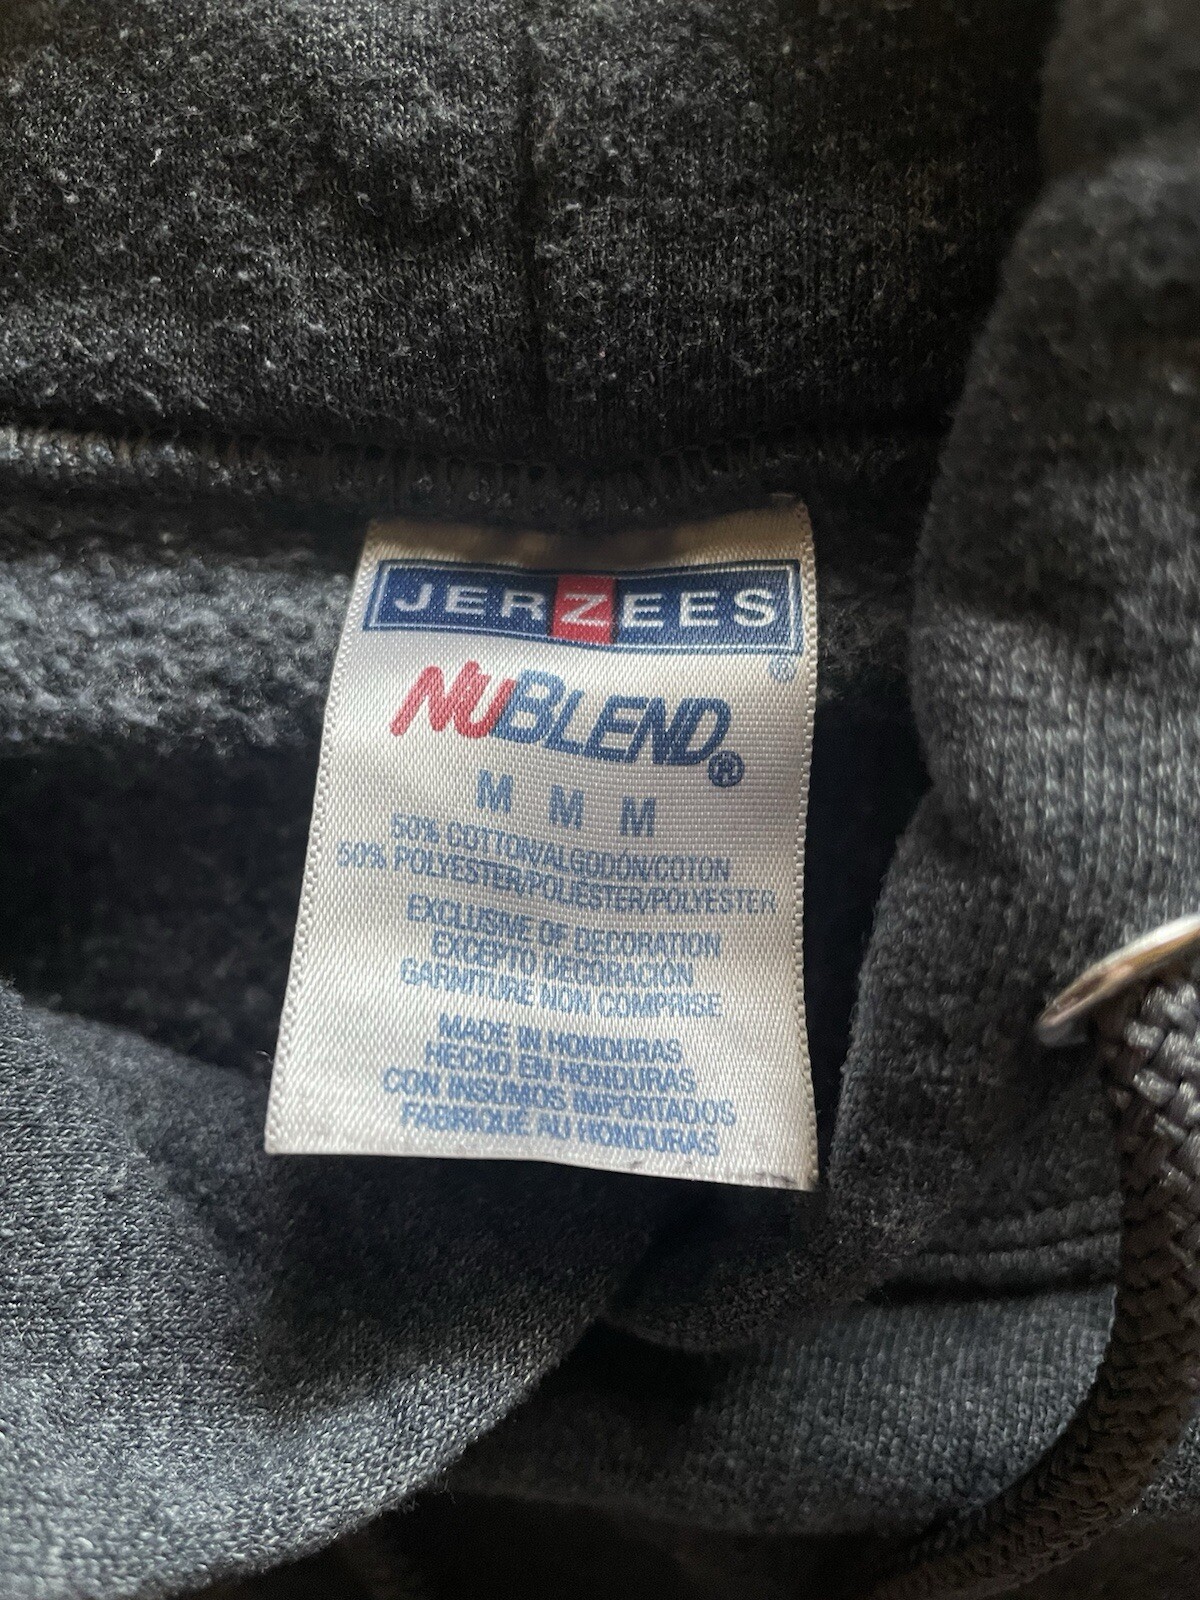 JERZEES
®
NUBLEND®
M M M
50% COTTON/ALGODÓN/COTON
50% POLYESTER/POLIESTER/POLYESTER
EXCLUSIVE OF DECORATION
EXCEPTO DECORACIÓN
GARNITURE NON COMPRISE
MADE IN HONDURAS
HECHO EN HONDURAS
CON INSUMOS IMPORTADOS
FABRIQUÉ AU HONDURAS